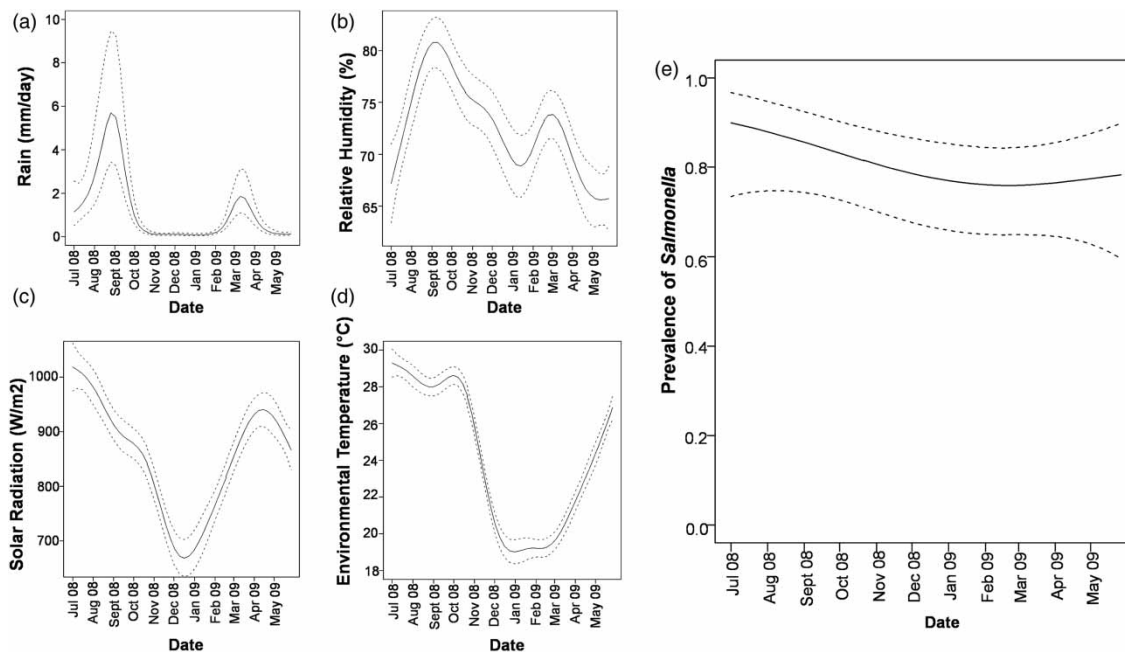 (a)
Rain (mm/day)
10
8
6
4
2
0
Jul 08
Aug 08
Sept 08
Oct 08
Nov 08
Dec 08
Jan 09
Feb 09
Mar 09
Apr 09
May 09
Date
(b)
Relative Humidity (%)
80
75
70
65
Jul 08
Aug 08
Sept 08
Oct 08
Nov 08
Dec 08
Jan 09
Feb 09
Mar 09
Apr 09
May 09
Date
(c)
Solar Radiation (W/m2)
1000
900
800
700
Jul 08
Aug 08
Sept 08
Oct 08
Nov 08
Dec 08
Jan 09
Feb 09
Mar 09
Apr 09
May 09
Date
(d)
Environmental Temperature (°C)
30
28
26
24
22
20
18
Jul 08
Aug 08
Sept 08
Oct 08
Nov 08
Dec 08
Jan 09
Feb 09
Mar 09
Apr 09
May 09
Date
(e)
Prevalence of Salmonella
1.0
0.8
0.6
0.4
0.2
0.0
Jul 08
Aug 08
Sept 08
Oct 08
Nov 08
Dec 08
Jan 09
Feb 09
Mar 09
Apr 09
May 09
Date